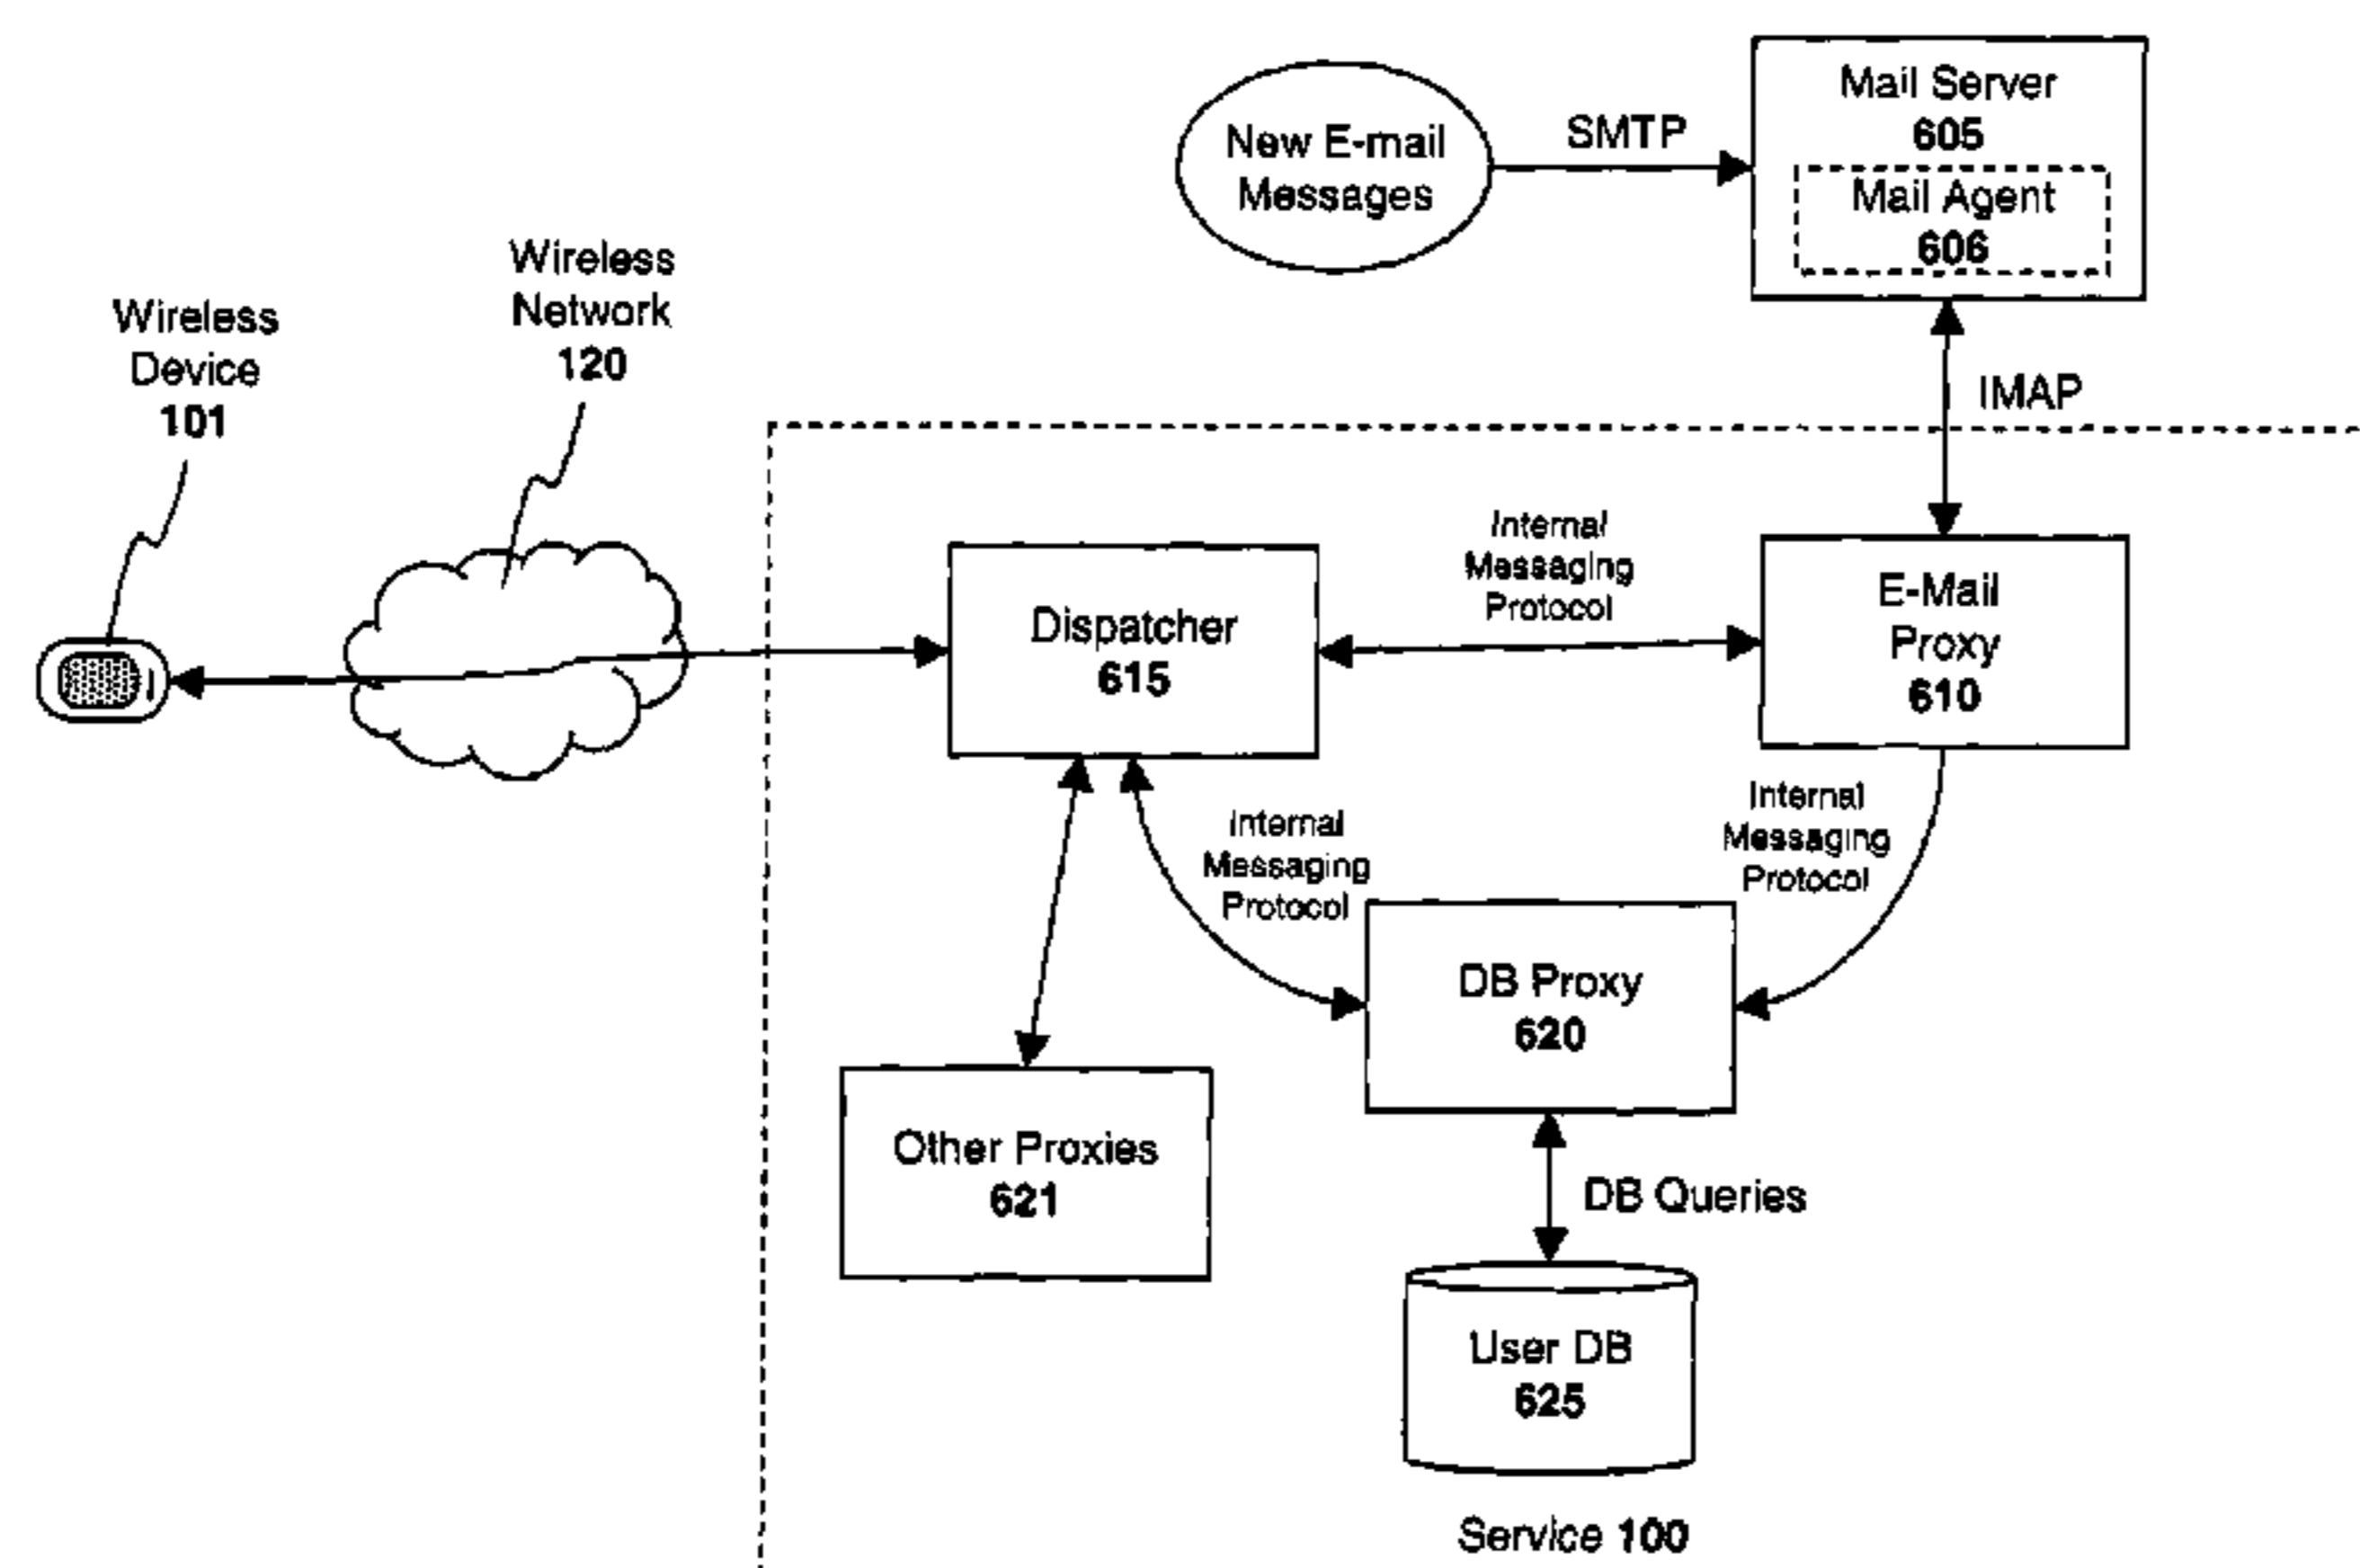 Mail Server
605
Mail Agent
606
New E-mail
Messages
SMTP
Wireless
Network
120
Wireless
Device
101
IMAP
Internal
Messaging
Protocol
Dispatcher
615
E-Mail
Proxy
610
Internal
Messaging
Protocol
Internal
Messaging
Protocol
DB Proxy
620
Other Proxies
621
DB Queries
User DB
625
Service 100